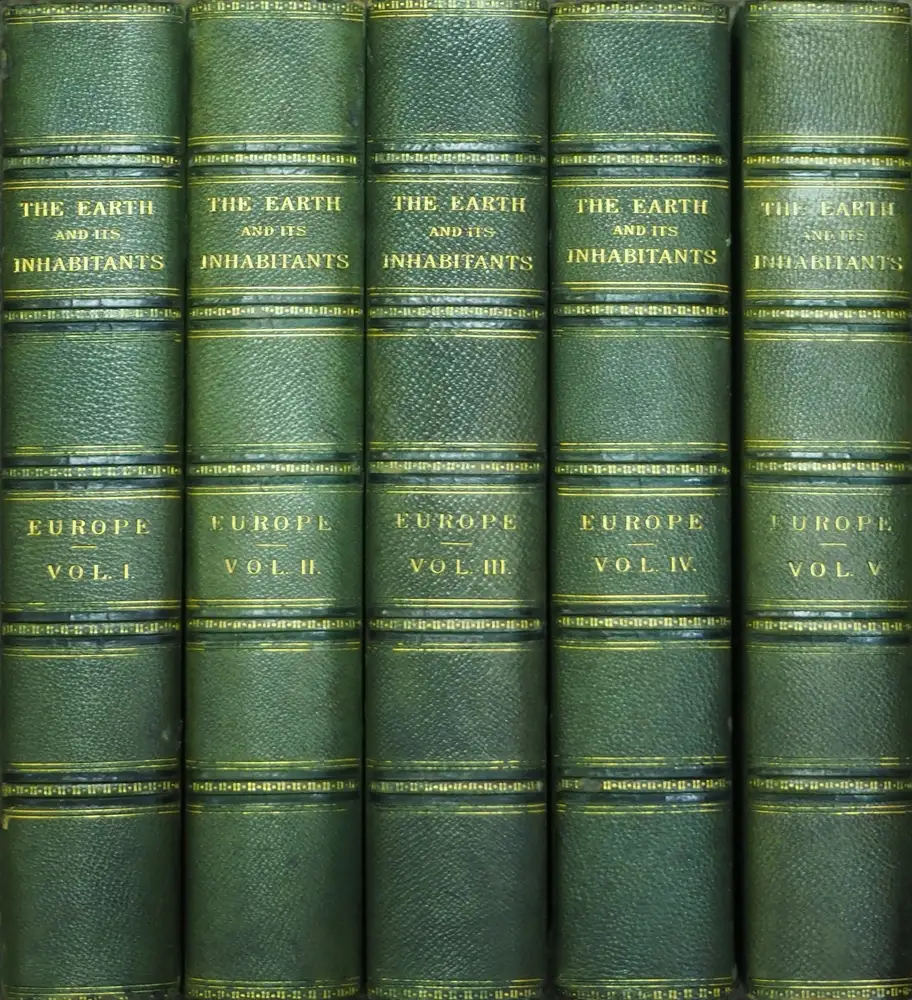 THE EARTH
AND ITS
INHABITANTS
EUROPE
VOL. I
THE EARTH
AND ITS
INHABITANTS
EUROPE
VOL. II.
THE EARTH
AND ITS
INHABITANTS
EUROPE
VOL. III.
THE EARTH
AND ITS
INHABITANTS
EUROPE
VOL. IV.
THE EARTH
AND ITS
INHABITANTS
EUROPE
VOL. V